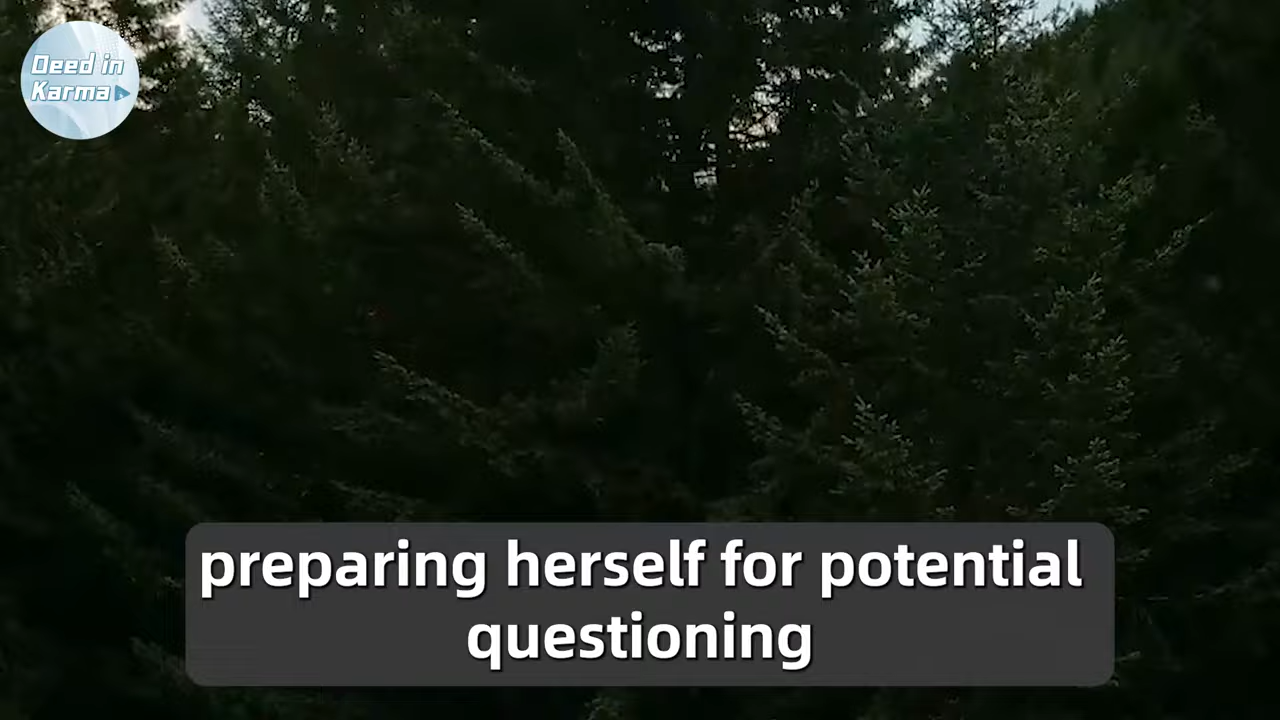 Deed in
Karma
preparing herself for potential
questioning